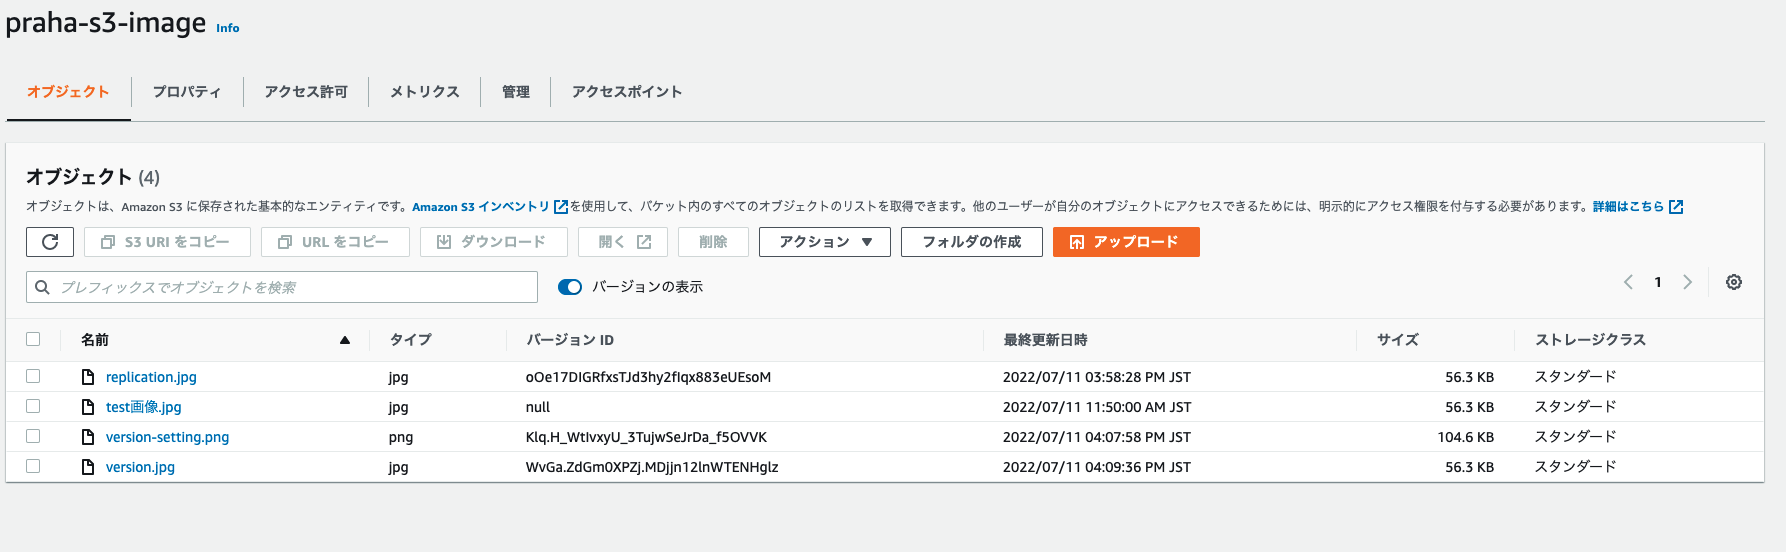 praha-s3-image Info
オブジェクト プロパティ アクセス許可 メトリクス 管理 アクセスポイント
オブジェクト (4)
オブジェクトは、Amazon S3 に保存された基本的なエンティティです。Amazon S3 インベントリ を使用して、バケット内のすべてのオブジェクトのリストを取得できます。他のユーザーが自分のオブジェクトにアクセスできるためには、明示的にアクセス権限を付与する必要があります。詳細はこちら
S3 URI をコピー URL をコピー ダウンロード 開く 削除 アクション フォルダの作成 アップロード
プレフィックスでオブジェクトを検索 バージョンの表示 1
名前 タイプ バージョン ID 最終更新日時 サイズ ストレージクラス
replication.jpg jpg oOe17DIGRfxsTJd3hy2fIqx883eUEsoM 2022/07/11 03:58:28 PM JST 56.3 KB スタンダード
test画像.jpg jpg null 2022/07/11 11:50:00 AM JST 56.3 KB スタンダード
version-setting.png png Klq.H_WtIvxyU_3TujwSeJrDa_f5OVVK 2022/07/11 04:07:58 PM JST 104.6 KB スタンダード
version.jpg jpg WvGa.ZdGm0XPZj.MDjjn12lnWTENHglz 2022/07/11 04:09:36 PM JST 56.3 KB スタンダード